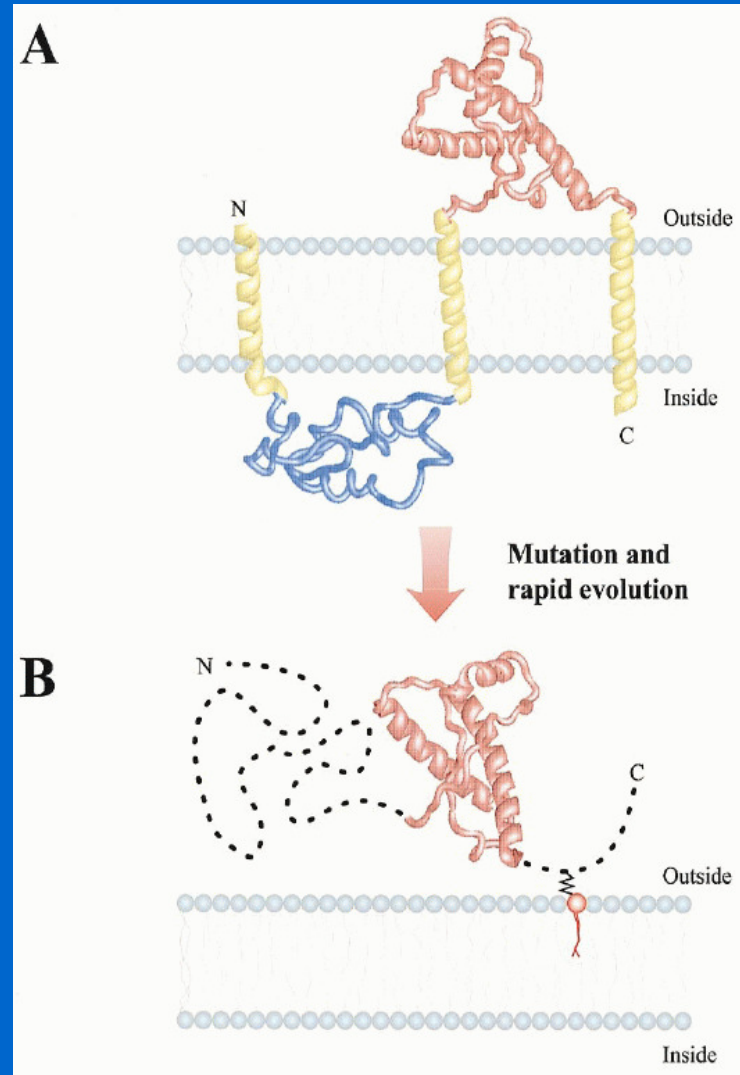 A
N
Outside
Inside
C
Mutation and
rapid evolution
B
N
C
Outside
Inside